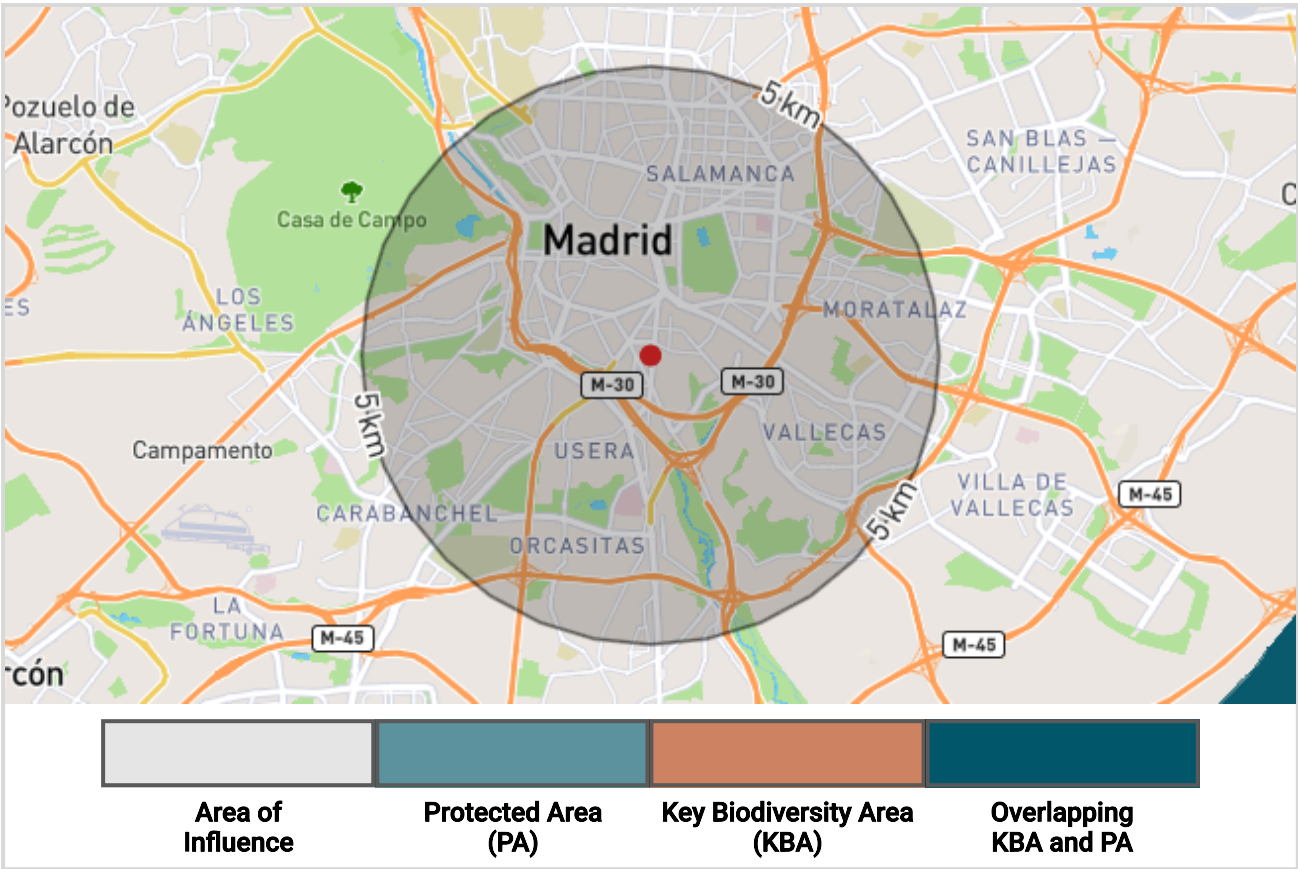 5 km
Pozuelo de
Alarcón
SAN BLAS —
CANILLEJAS
SALAMANCA
Casa de Campo
Madrid
LOS
ÁNGELES
MORATALAZ
M-30
M-30
5 km
Campamento
USERA
VALLECAS
VILLA DE
VALLECAS
M-45
5 km
CARABANCHEL
ORCASITAS
LA
FORTUNA
M-45
M-45
rcón
ES
C
Area of
Influence
Protected Area
(PA)
Key Biodiversity Area
(KBA)
Overlapping
KBA and PA